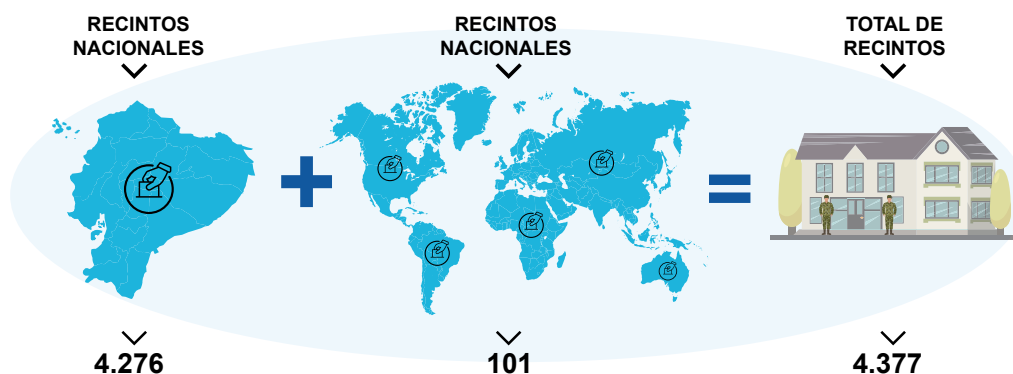 RECINTOS
NACIONALES
4.276
RECINTOS
NACIONALES
101
TOTAL DE
RECINTOS
4.377